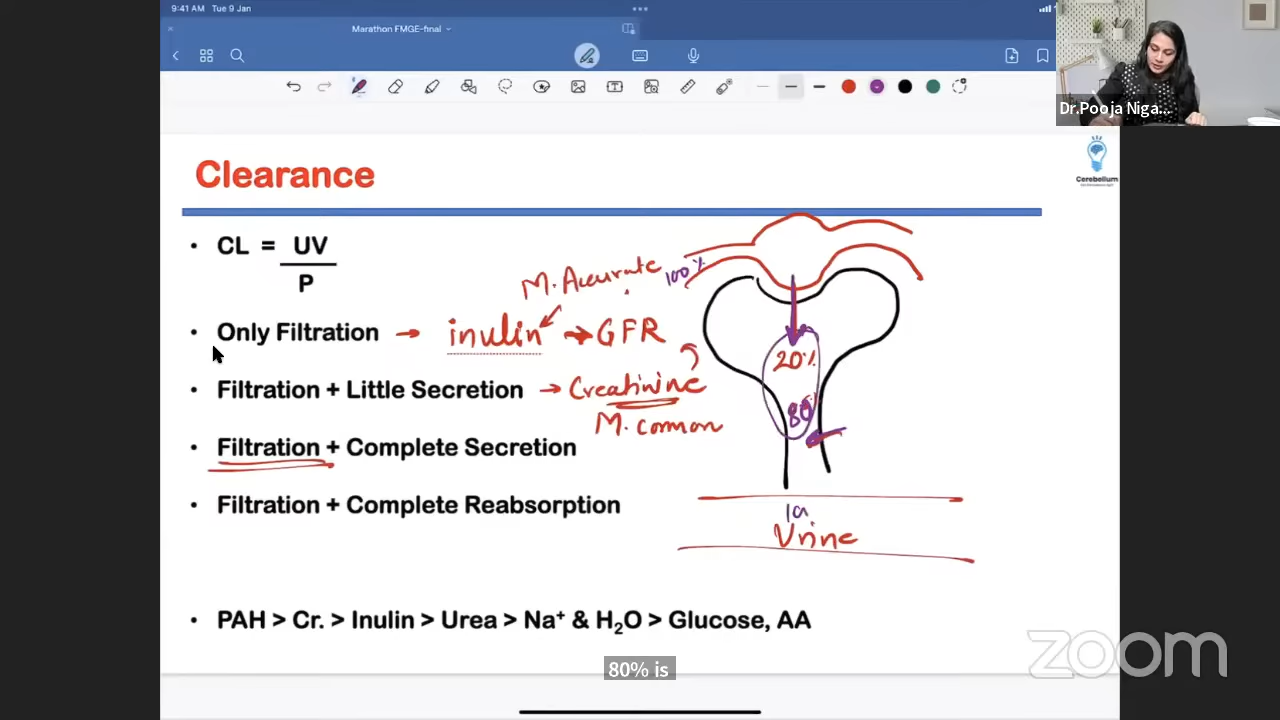 9:41 AM Tue 9 Jan
Marathon FMGE-final
Dr.Pooja Niga...
Cerebellum
Clearance
CL = UV
P
M. Accurate
100%
Only Filtration → inulin → GFR
20%
Filtration + Little Secretion → Creatinine
M. common
80%
Filtration + Complete Secretion
Filtration + Complete Reabsorption
Urine
PAH > Cr. > Inulin > Urea > Na⁺ & H₂O > Glucose, AA
zoom
80% is